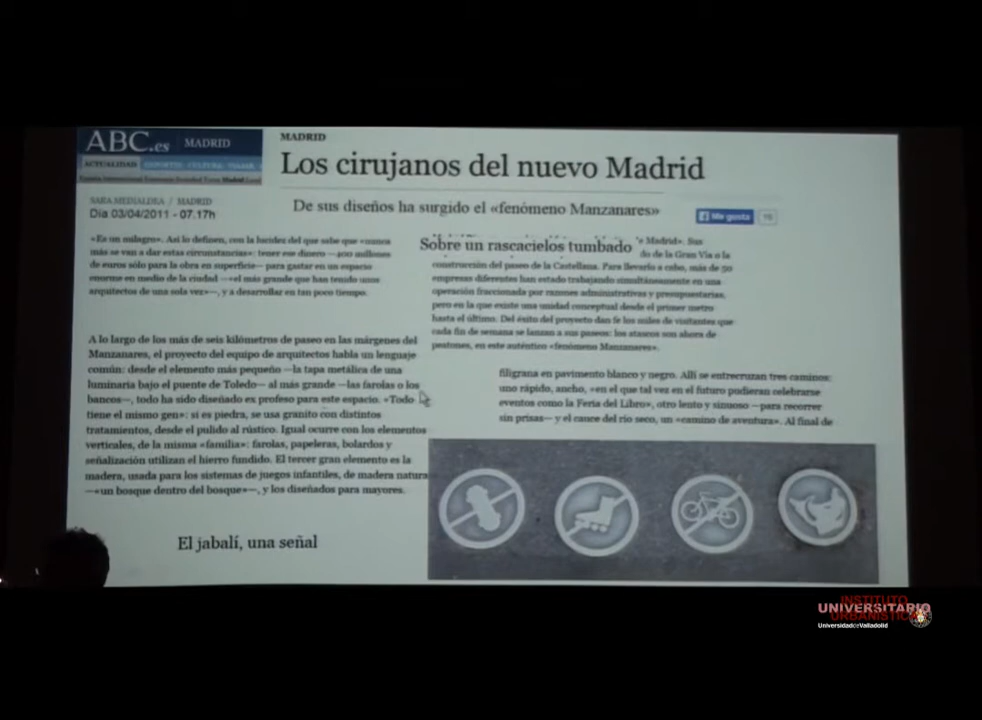 ABC.es MADRID
ACTUALIDAD DEPORTES CULTURA VIAJAR
España Internacional Economía Sociedad Toros Madrid Local
SARA MEDIALDEA / MADRID
Día 03/04/2011 - 07.17h
MADRID
Los cirujanos del nuevo Madrid
De sus diseños ha surgido el «fenómeno Manzanares»
Me gusta
«Es un milagro». Así lo definen, con la lucidez del que sabe que «nunca
más se van a dar estas circunstancias»: tener ese dinero —400 millones
de euros sólo para la obra en superficie— para gastar en un espacio
enorme en medio de la ciudad —«el más grande que han tenido unos
arquitectos de una sola vez»—, y a desarrollar en tan poco tiempo.
A lo largo de los más de seis kilómetros de paseo en las márgenes del
Manzanares, el proyecto del equipo de arquitectos habla un lenguaje
común: desde el elemento más pequeño —la tapa metálica de una
luminaria bajo el puente de Toledo— al más grande —las farolas o los
bancos—, todo ha sido diseñado ex profeso para este espacio. «Todo
tiene el mismo gen»: si es piedra, se usa granito con distintos
tratamientos, desde el pulido al rústico. Igual ocurre con los elementos
verticales, de la misma «familia»: farolas, papeleras, bolardos y
señalización utilizan el hierro fundido. El tercer gran elemento es la
madera, usada para los sistemas de juegos infantiles, de madera natura
—«un bosque dentro del bosque»—, y los diseñados para mayores.
El jabalí, una señal
Sobre un rascacielos tumbado
e Madrid». Sus
do de la Gran Vía o la
construcción del paseo de la Castellana. Para llevarlo a cabo, más de 50
empresas diferentes han estado trabajando simultáneamente en una
operación fraccionada por razones administrativas y presupuestarias,
pero en la que existe una unidad conceptual desde el primer metro
hasta el último. Del éxito del proyecto dan fe los miles de visitantes que
cada fin de semana se lanzan a sus paseos: los atascos son ahora de
peatones, en este auténtico «fenómeno Manzanares».
filigrana en pavimento blanco y negro. Allí se entrecruzan tres caminos:
uno rápido, ancho, «en el que tal vez en el futuro pudieran celebrarse
eventos como la Feria del Libro», otro lento y sinuoso —para recorrer
sin prisas— y el cauce del río seco, un «camino de aventura». Al final de
INSTITUTO
UNIVERSITARIO
URBANÍSTICA
Universidad de Valladolid